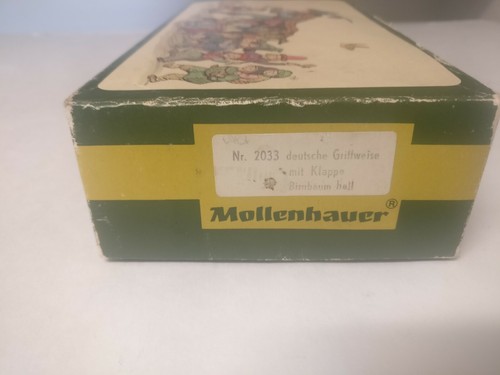 Nr. 2033 deutsche Griffweise
mit Klappe
Birnbaum hell
Mollenhauer®